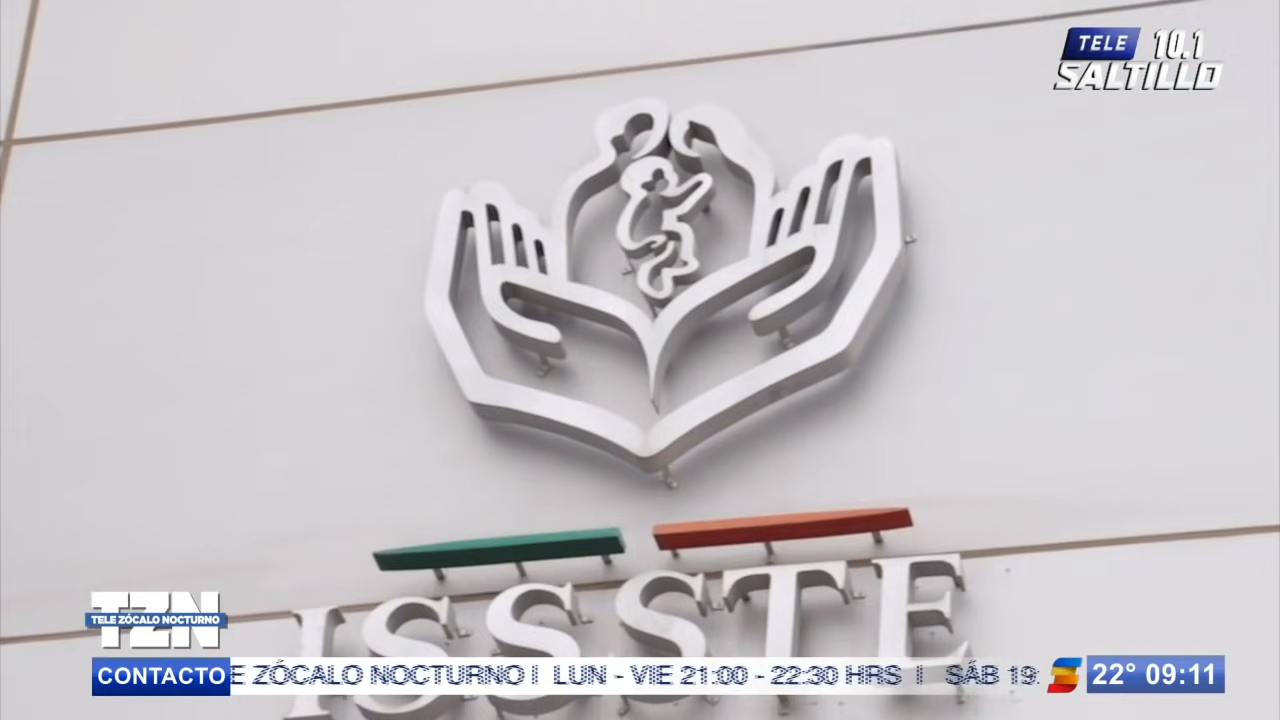 TELE 10.1
SALTILLO
ISSSTE
TZN
TELE ZÓCALO NOCTURNO
CONTACTO E ZÓCALO NOCTURNO | LUN - VIE 21:00 - 22:30 HRS | SÁB 19:
22° 09:11